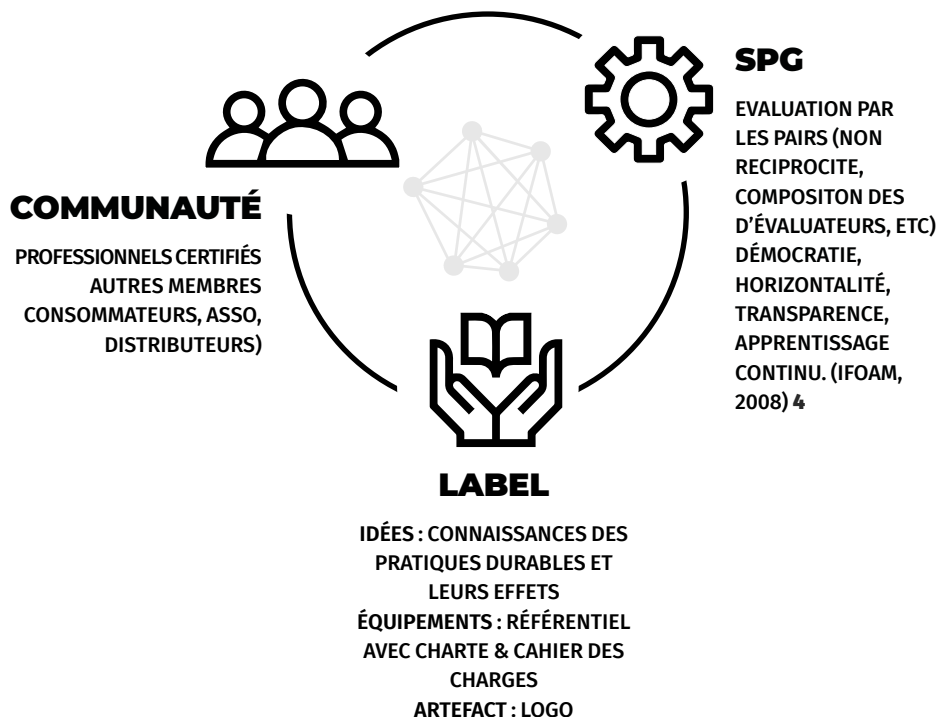 SPG
EVALUATION PAR
LES PAIRS (NON
RECIPROCITE,
COMPOSITON DES
D’ÉVALUATEURS, ETC)
DÉMOCRATIE,
HORIZONTALITÉ,
TRANSPARENCE,
APPRENTISSAGE
CONTINU. (IFOAM,
2008) 4
COMMUNAUTÉ
PROFESSIONNELS CERTIFIÉS
AUTRES MEMBRES
CONSOMMATEURS, ASSO,
DISTRIBUTEURS)
LABEL
IDÉES : CONNAISSANCES DES
PRATIQUES DURABLES ET
LEURS EFFETS
ÉQUIPEMENTS : RÉFÉRENTIEL
AVEC CHARTE & CAHIER DES
CHARGES
ARTEFACT : LOGO